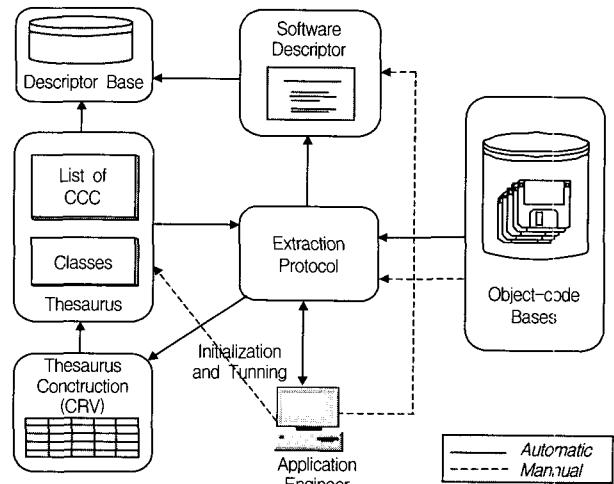 Descriptor Base
Software
Descriptor
List of
CCC
Classes
Thesaurus
Extraction
Protocol
Object-code
Bases
Initialization
and Tunning
Thesaurus
Conctruction
(CRV)
Application
Engineer
Automatic
Manual